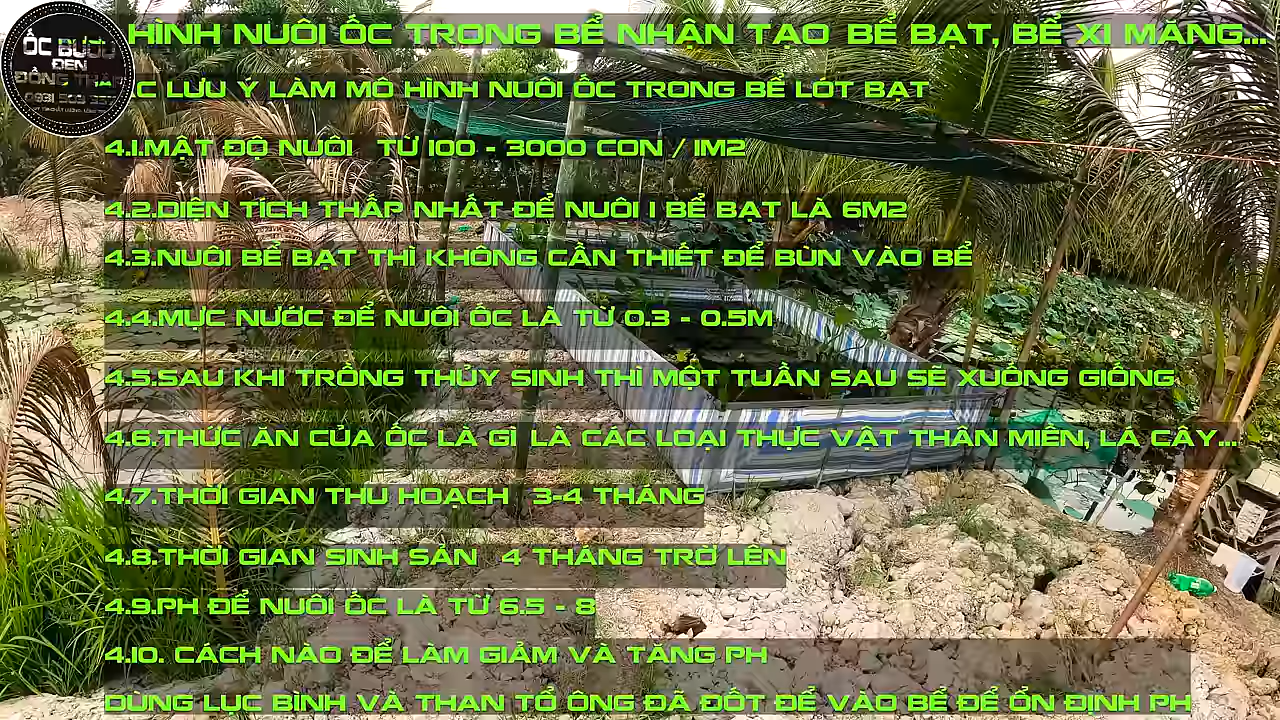 HÌNH NUÔI ỐC TRONG BỂ NHÂN TẠO BỂ BẠT, BỂ XI MĂNG...
ỐC BƯƠU
ĐEN
ĐỒNG THÁP
C LƯU Ý LÀM MÔ HÌNH NUÔI ỐC TRONG BỂ LÓT BẠT
4.1.MẬT ĐỘ NUÔI TỪ 100 - 3000 CON / 1M2
4.2.DIỆN TÍCH THẤP NHẤT ĐỂ NUÔI 1 BỂ BẠT LÀ 6M2
4.3.NUÔI BỂ BẠT THÌ KHÔNG CẦN THIẾT ĐỂ BÙN VÀO BỂ
4.4.MỰC NƯỚC ĐỂ NUÔI ỐC LÀ TỪ 0.3 - 0.5M
4.5.SAU KHI TRỒNG THỦY SINH THÌ MỘT TUẦN SAU SẼ XUỐNG GIỐNG
4.6.THỨC ĂN CỦA ỐC LÀ GÌ LÀ CÁC LOẠI THỰC VẬT THÂN MIỀN, LÁ CÂY...
4.7.THỜI GIAN THU HOẠCH 3-4 THÁNG
4.8.THỜI GIAN SINH SẢN 4 THÁNG TRỞ LÊN
4.9.PH ĐỂ NUÔI ỐC LÀ TỪ 6.5 - 8
4.10. CÁCH NÀO ĐỂ LÀM GIẢM VÀ TĂNG PH
DÙNG LỤC BÌNH VÀ THAN TỔ ONG ĐÃ ĐỐT ĐỂ VÀO BỂ ĐỂ ỔN ĐỊNH PH